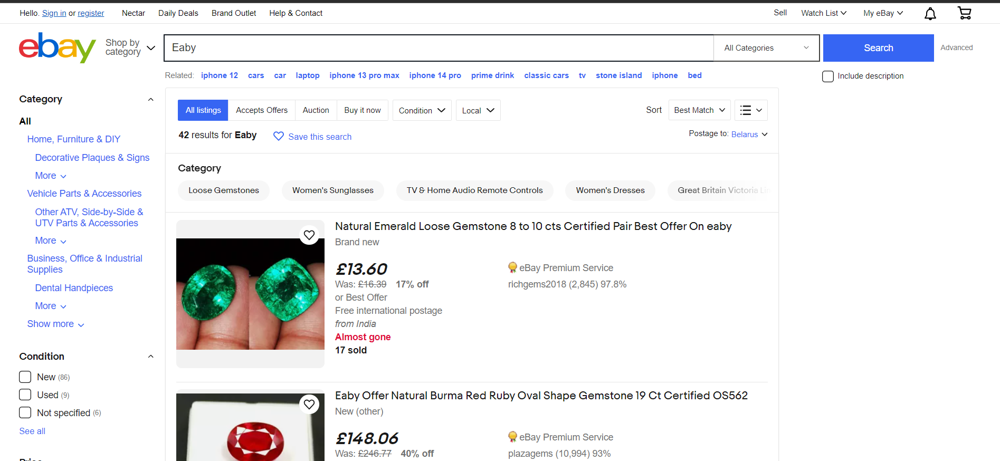 Hello. Sign in or register Nectar Daily Deals Brand Outlet Help & Contact Sell Watch List My eBay
ebay Shop by category Eaby All Categories Search Advanced
Related: iphone 12 cars car laptop iphone 13 pro max iphone 14 pro prime drink classic cars tv stone island iphone bed Include description
Category
All
Home, Furniture & DIY
Decorative Plaques & Signs
More
Vehicle Parts & Accessories
Other ATV, Side-by-Side &
UTV Parts & Accessories
More
Business, Office & Industrial
Supplies
Dental Handpieces
More
Show more
Condition
New (86)
Used (9)
Not specified (6)
See all
All listings Accepts Offers Auction Buy it now Condition Local Sort Best Match
42 results for Eaby Save this search Postage to: Belarus
Category
Loose Gemstones Women's Sunglasses TV & Home Audio Remote Controls Women's Dresses Great Britain Victoria
Natural Emerald Loose Gemstone 8 to 10 cts Certified Pair Best Offer On eaby
Brand new
£13.60 eBay Premium Service
Was: £16.39 17% off richgems2018 (2,845) 97.8%
or Best Offer
Free international postage
from India
Almost gone
17 sold
Eaby Offer Natural Burma Red Ruby Oval Shape Gemstone 19 Ct Certified OS562
New (other)
£148.06 eBay Premium Service
Was: £246.77 40% off plazagems (10,994) 93%